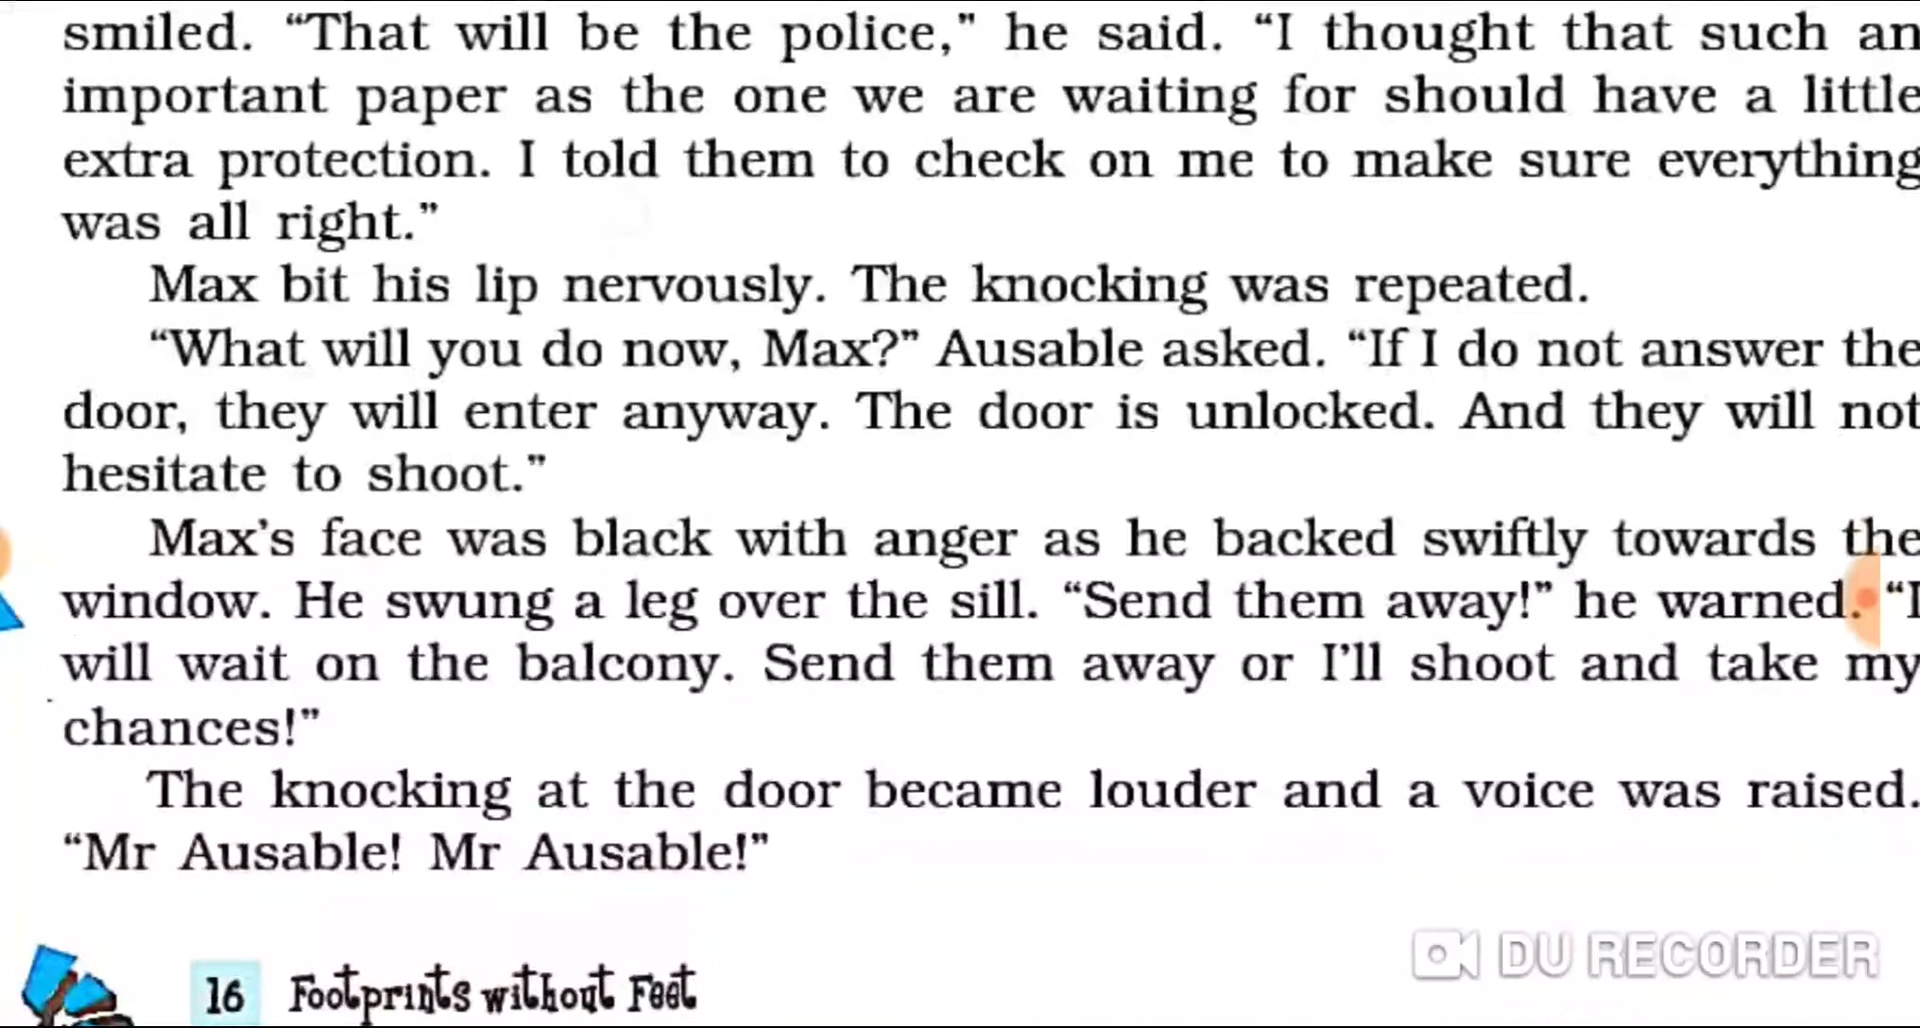 smiled. “That will be the police,” he said. “I thought that such an
important paper as the one we are waiting for should have a little
extra protection. I told them to check on me to make sure everything
was all right.”
Max bit his lip nervously. The knocking was repeated.
“What will you do now, Max?” Ausable asked. “If I do not answer the
door, they will enter anyway. The door is unlocked. And they will not
hesitate to shoot.”
Max’s face was black with anger as he backed swiftly towards the
window. He swung a leg over the sill. “Send them away!” he warned. “I
will wait on the balcony. Send them away or I’ll shoot and take my
chances!”
The knocking at the door became louder and a voice was raised.
“Mr Ausable! Mr Ausable!”
16 Footprints without Feet
DU RECORDER